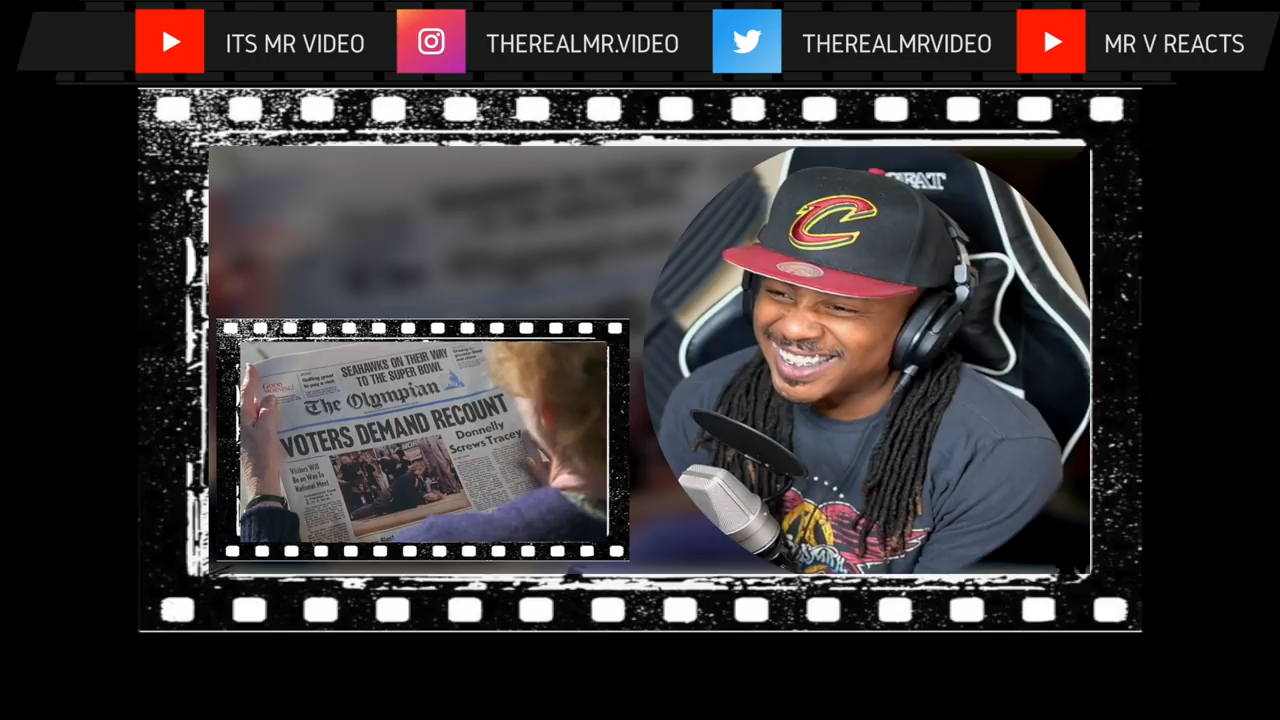 ITS MR VIDEO
THEREALMR.VIDEO
THEREALMRVIDEO
MR V REACTS
C
SEAHAWKS ON THEIR WAY
TO THE SUPER BOWL
The Olympian
VOTERS DEMAND RECOUNT
Donnelly
Screws Tracey
Visitors Will
Be on Way To
National Meet